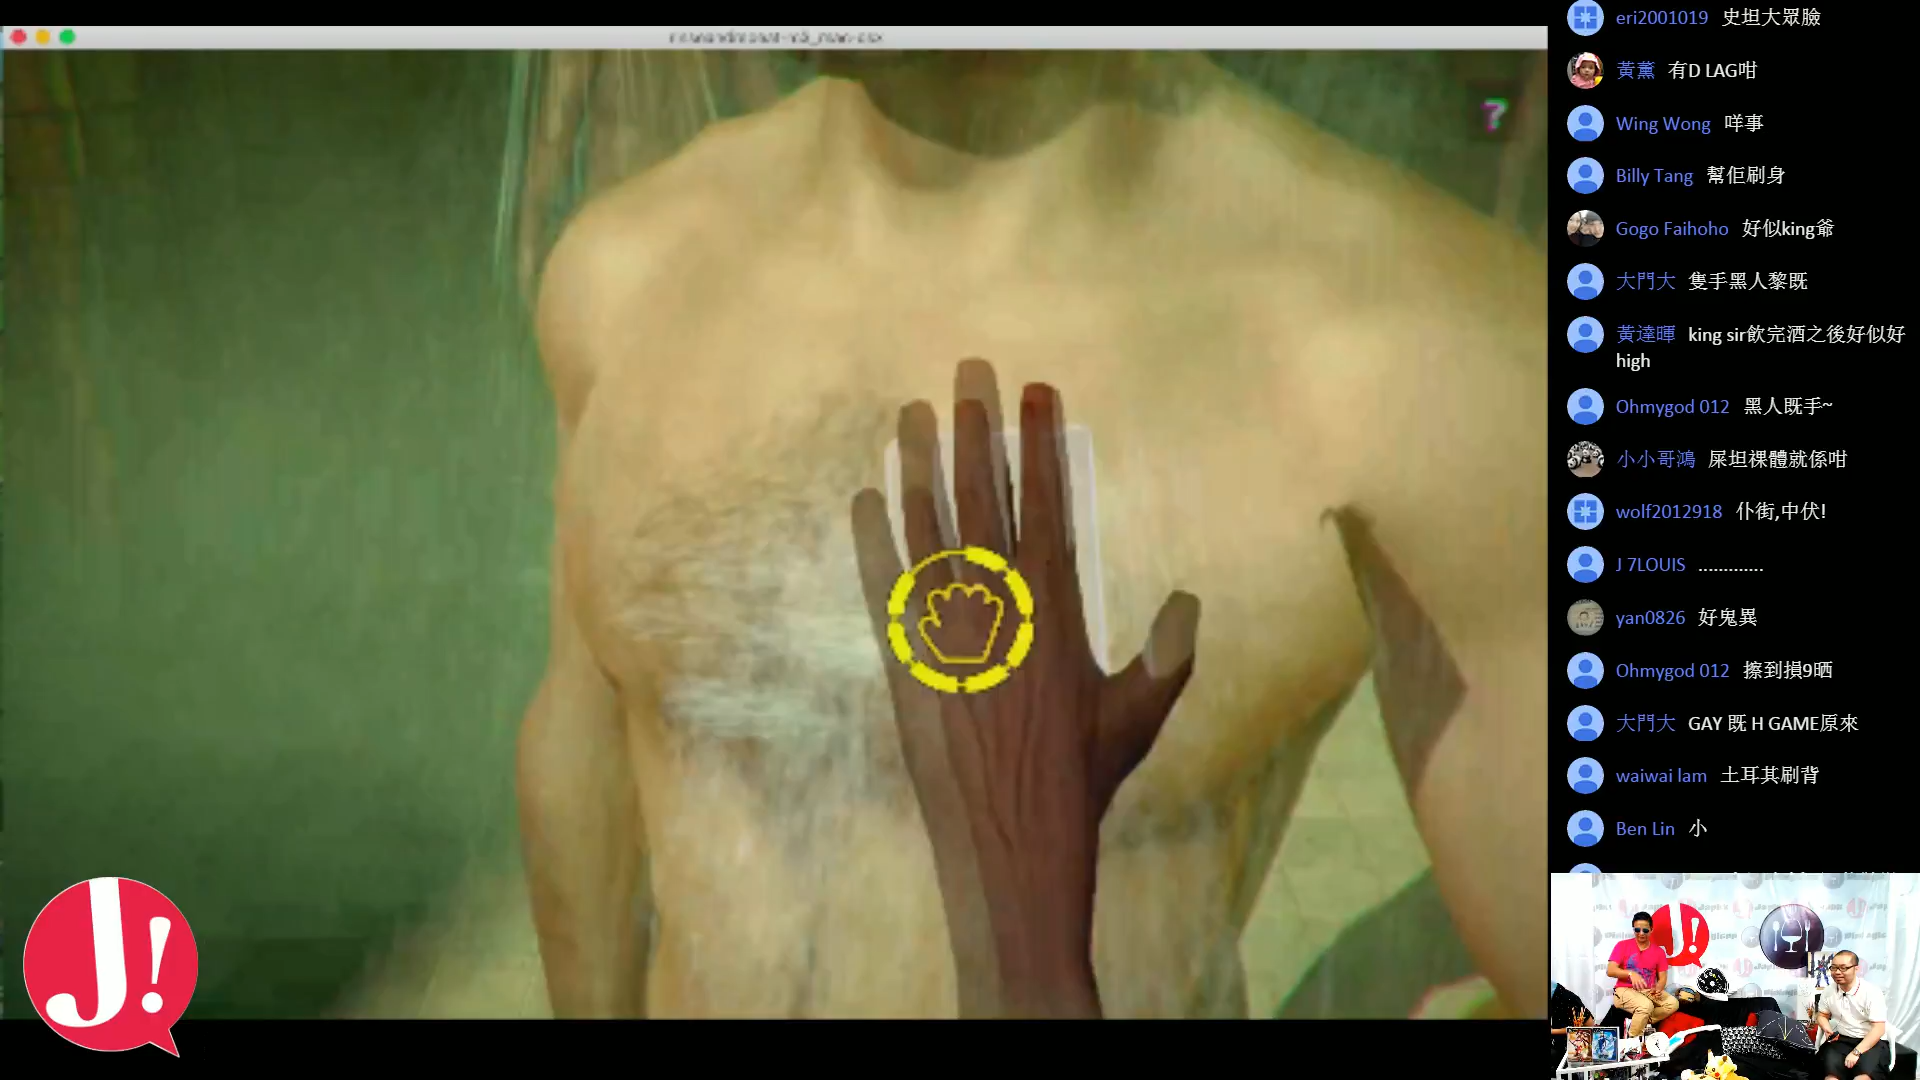 ?
eri2001019 史坦大眾臉
黃薰 有D LAG咁
Wing Wong 咩事
Billy Tang 幫佢刷身
Gogo Faihoho 好似king爺
大門大 隻手黑人黎既
黃達暉 king sir飲完酒之後好似好
high
Ohmygod 012 黑人既手~
小小哥鴻 屎坦裸體就係咁
wolf2012918 仆街,中伏!
J 7LOUIS .............
yan0826 好鬼異
Ohmygod 012 擦到損9晒
大門大 GAY 既 H GAME原來
waiwai lam 土耳其刷背
Ben Lin 小
J!
J!